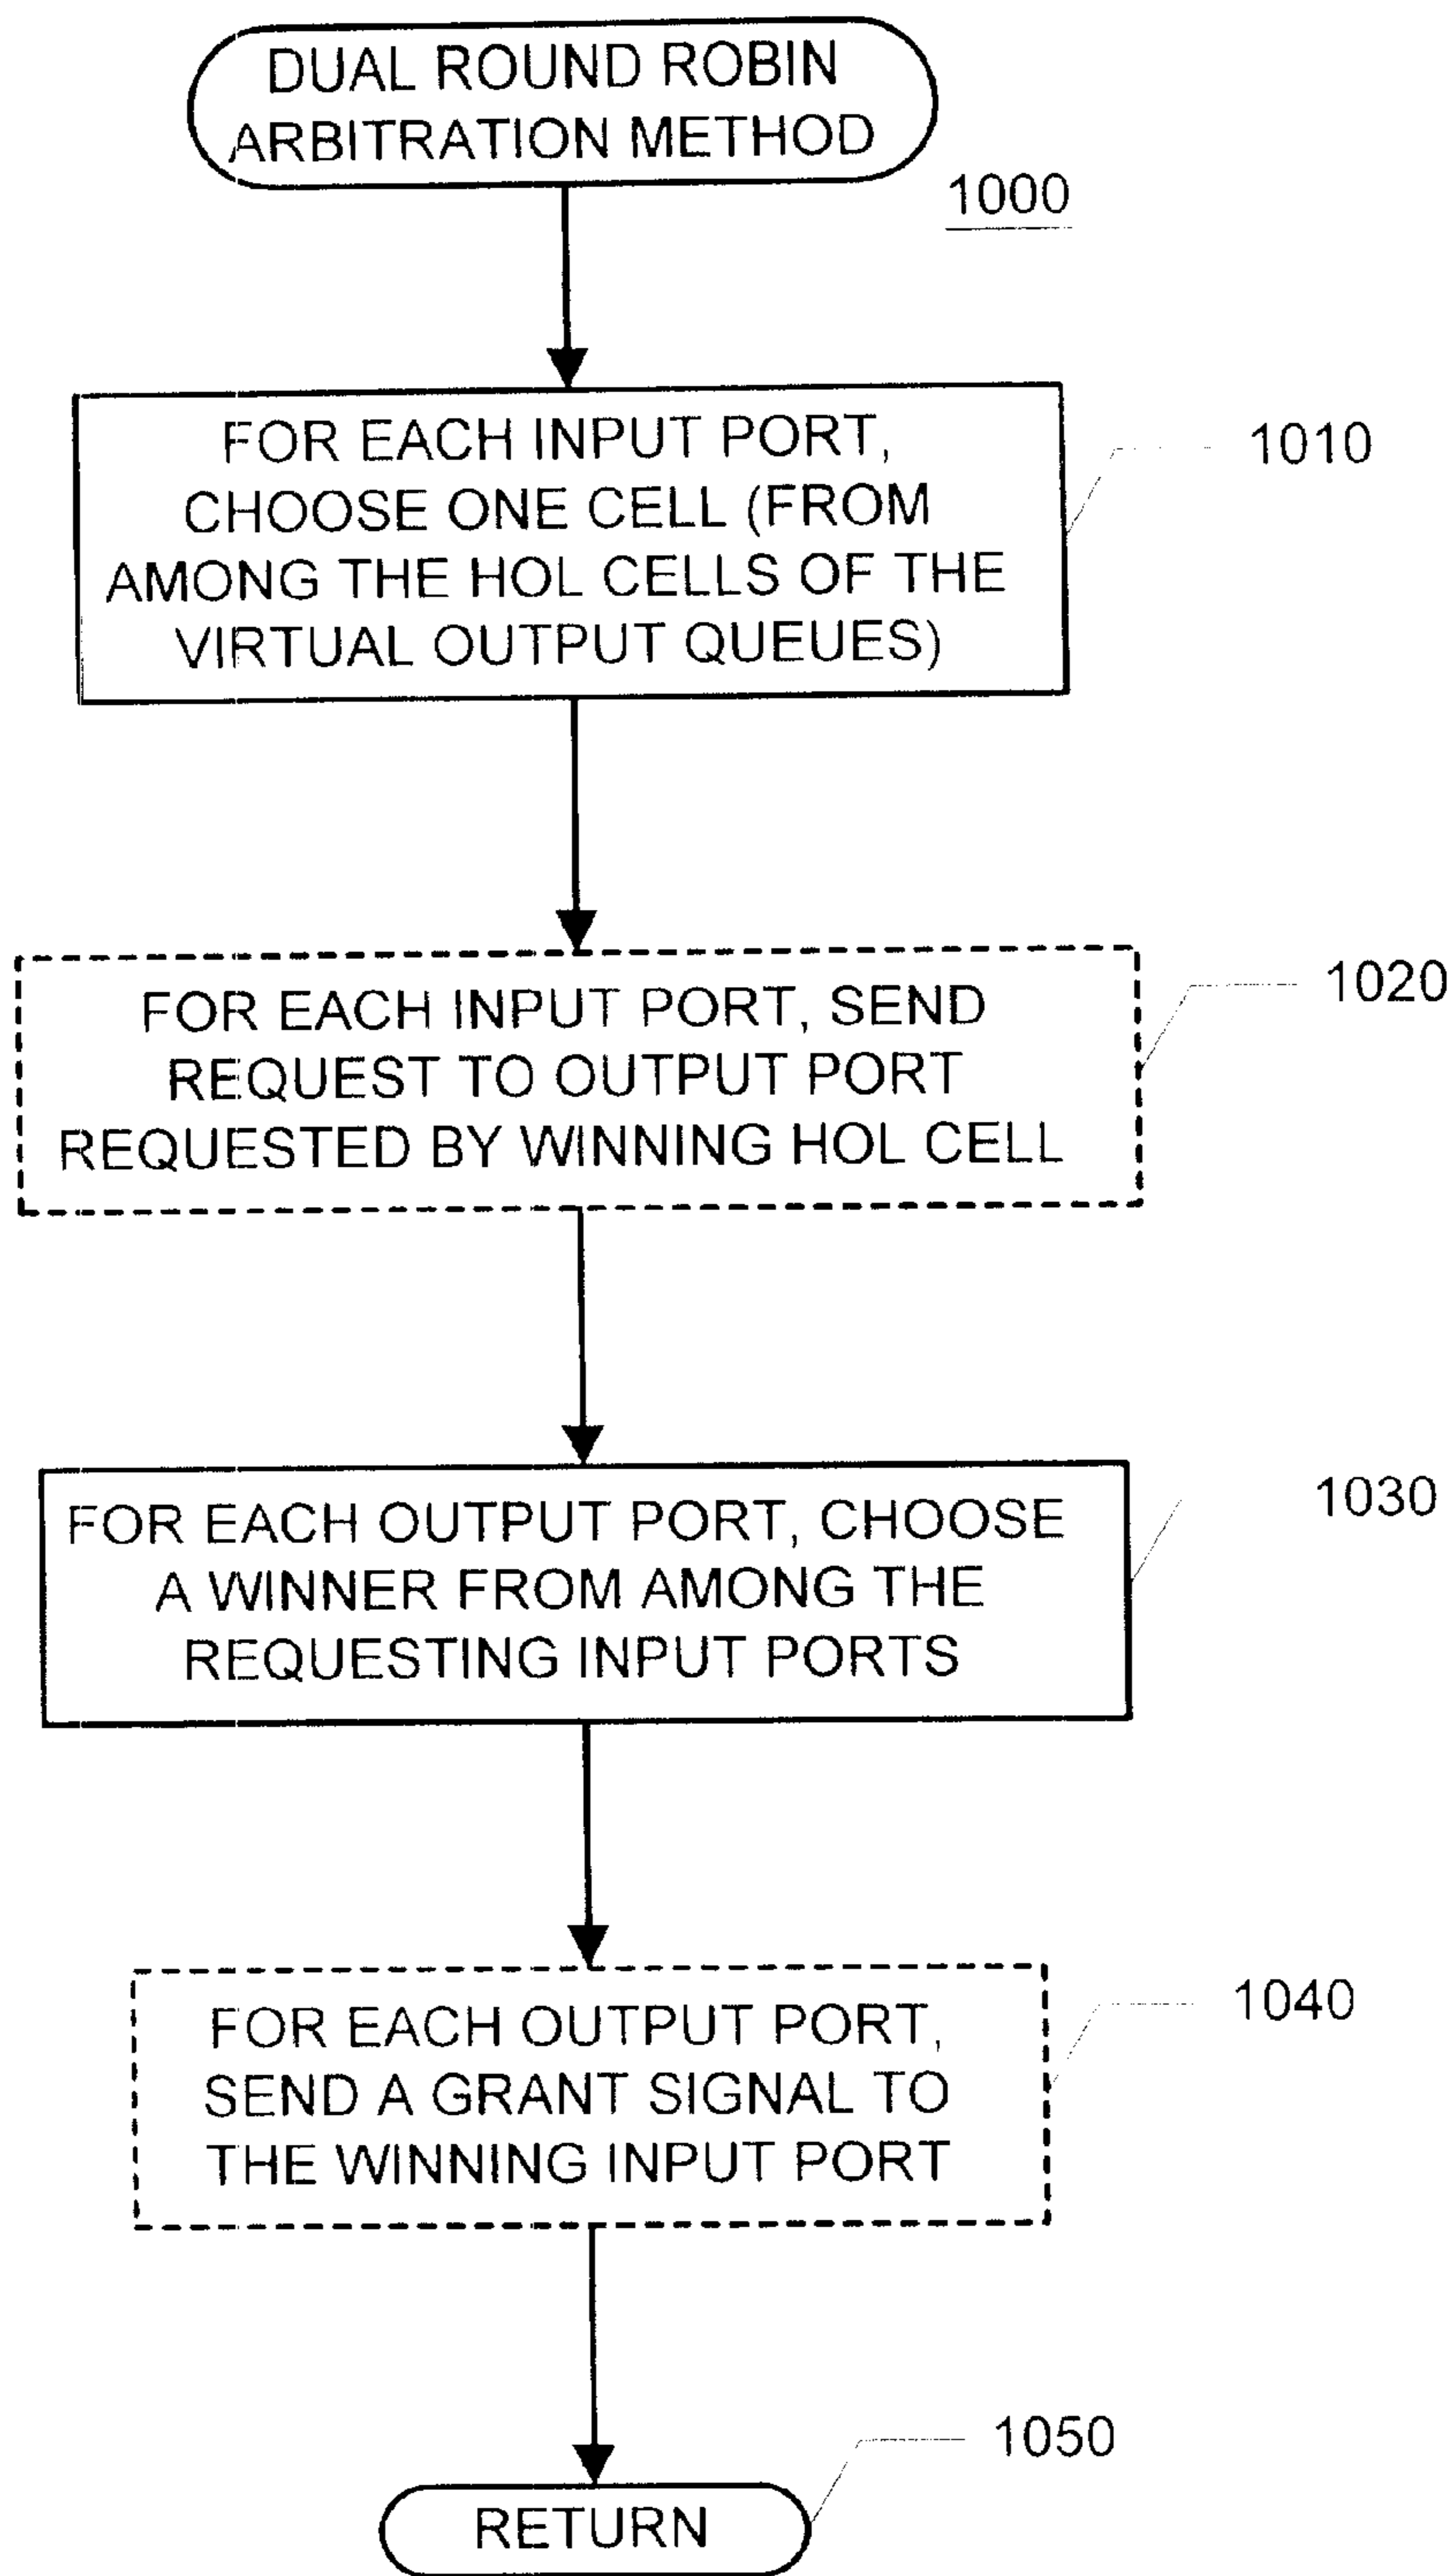 DUAL ROUND ROBIN
ARBITRATION METHOD
1000
FOR EACH INPUT PORT,
CHOOSE ONE CELL (FROM
AMONG THE HOL CELLS OF THE
VIRTUAL OUTPUT QUEUES)
1010
FOR EACH INPUT PORT, SEND
REQUEST TO OUTPUT PORT
REQUESTED BY WINNING HOL CELL
1020
FOR EACH OUTPUT PORT, CHOOSE
A WINNER FROM AMONG THE
REQUESTING INPUT PORTS
1030
FOR EACH OUTPUT PORT,
SEND A GRANT SIGNAL TO
THE WINNING INPUT PORT
1040
RETURN
1050